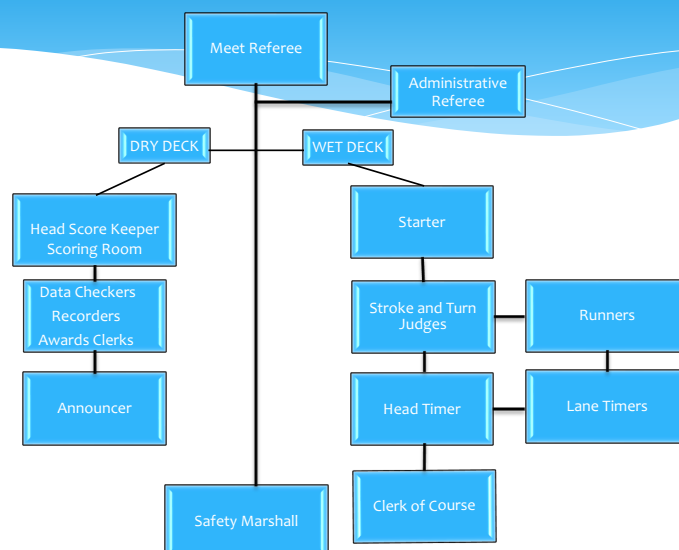 Meet Referee
Administrative
Referee
DRY DECK
WET DECK
Head Score Keeper
Scoring Room
Starter
Data Checkers
Recorders
Awards Clerks
Stroke and Turn
Judges
Runners
Announcer
Head Timer
Lane Timers
Clerk of Course
Safety Marshall